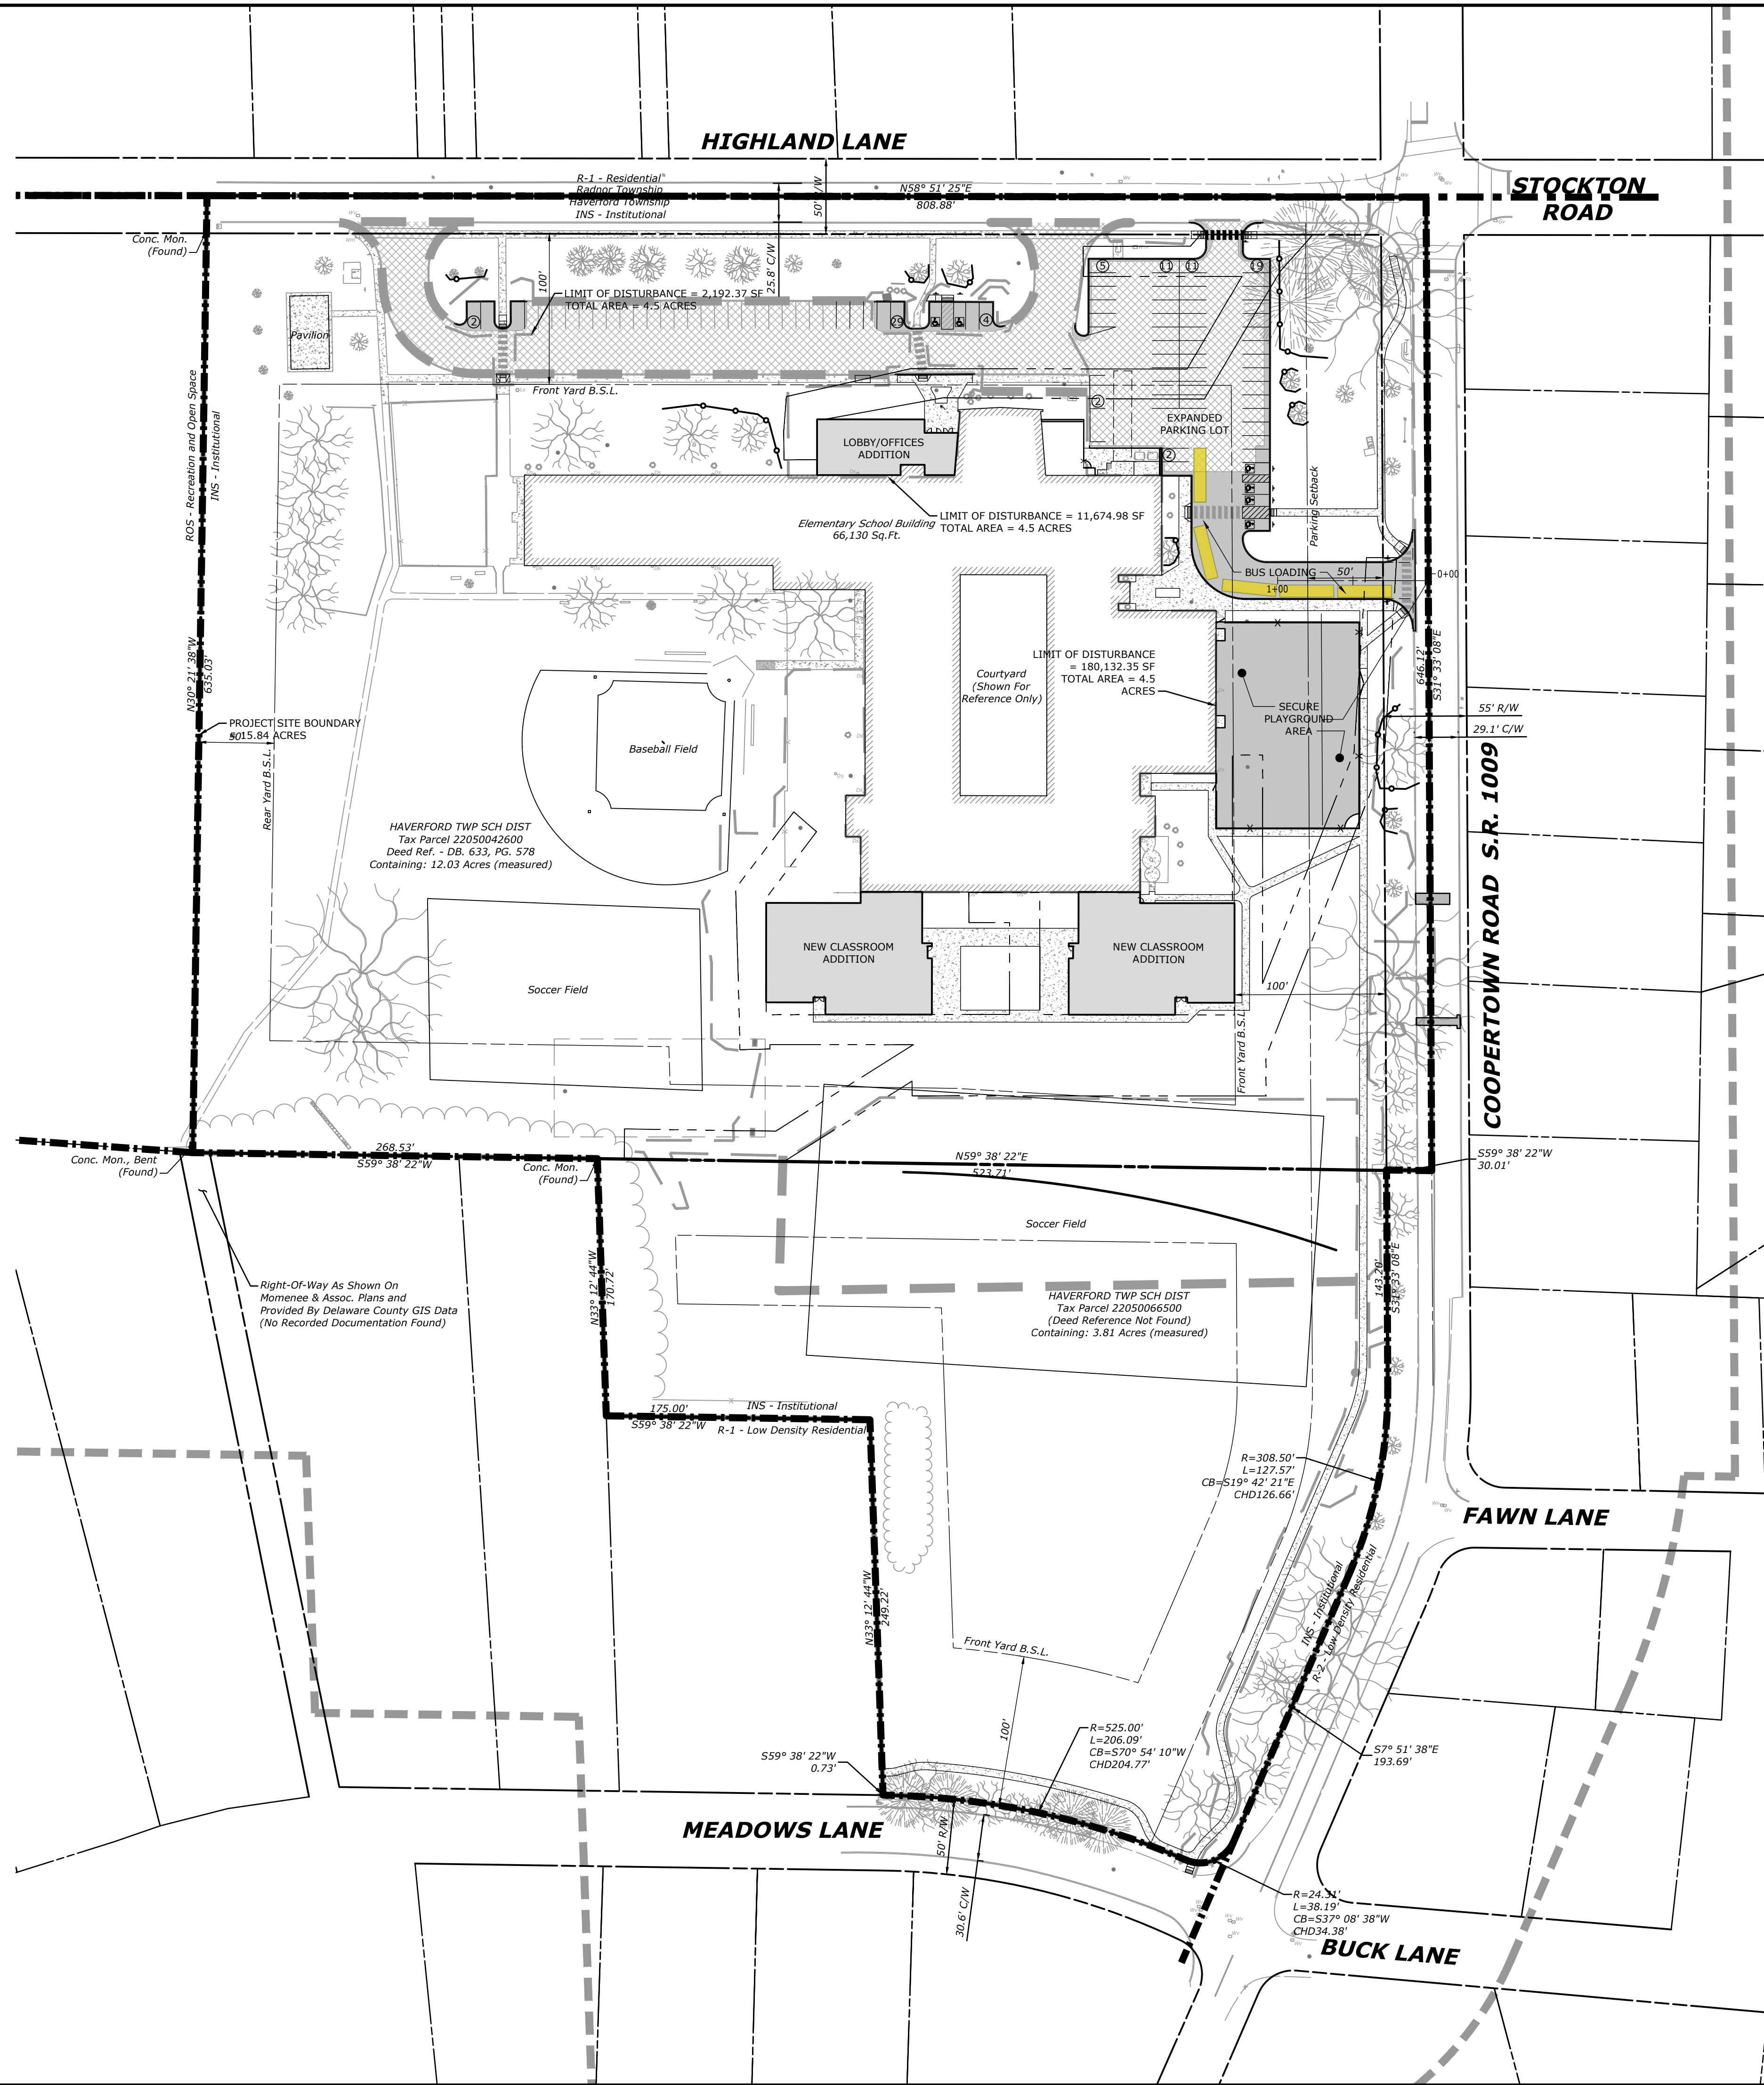 HIGHLAND LANE
STOCKTON
ROAD
R-1 - Residential
Radnor Township
Haverford Township
INS - Institutional
50' R/W
N58° 51' 25"E
808.88'
Conc. Mon.
(Found)
25.8' C/W
100'
LIMIT OF DISTURBANCE = 2,192.37 SF
TOTAL AREA = 4.5 ACRES
5
11
11
19
2
29
4
Pavilion
Front Yard B.S.L.
2
EXPANDED
PARKING LOT
2
LOBBY/OFFICES
ADDITION
ROS - Recreation and Open Space
INS - Institutional
Parking Setback
LIMIT OF DISTURBANCE = 11,674.98 SF
TOTAL AREA = 4.5 ACRES
Elementary School Building
66,130 Sq.Ft.
BUS LOADING
50'
0+00
1+00
N30° 21' 38"W
635.03'
646.12'
S31° 33' 08"E
LIMIT OF DISTURBANCE
= 180,132.35 SF
TOTAL AREA = 4.5
ACRES
Courtyard
(Shown For
Reference Only)
SECURE
PLAYGROUND
AREA
55' R/W
29.1' C/W
PROJECT SITE BOUNDARY
= 15.84 ACRES
50'
Baseball Field
Rear Yard B.S.L.
COOPERTOWN ROAD S.R. 1009
HAVERFORD TWP SCH DIST
Tax Parcel 22050042600
Deed Ref. - DB. 633, PG. 578
Containing: 12.03 Acres (measured)
NEW CLASSROOM
ADDITION
NEW CLASSROOM
ADDITION
Soccer Field
100'
Front Yard B.S.L.
268.53'
S59° 38' 22"W
Conc. Mon., Bent
(Found)
Conc. Mon.
(Found)
N59° 38' 22"E
523.71'
S59° 38' 22"W
30.01'
Soccer Field
Right-Of-Way As Shown On
Momenee & Assoc. Plans and
Provided By Delaware County GIS Data
(No Recorded Documentation Found)
N33° 12' 44"W
170.72'
143.20'
S31° 33' 08"E
HAVERFORD TWP SCH DIST
Tax Parcel 22050066500
(Deed Reference Not Found)
Containing: 3.81 Acres (measured)
175.00'
S59° 38' 22"W
INS - Institutional
R-1 - Low Density Residential
R=308.50'
L=127.57'
CB=S19° 42' 21"E
CHD126.66'
FAWN LANE
N33° 12' 44"W
249.22'
INS - Institutional
R-2 - Low Density Residential
Front Yard B.S.L.
100'
R=525.00'
L=206.09'
CB=S70° 54' 10"W
CHD204.77'
S59° 38' 22"W
0.73'
S7° 51' 38"E
193.69'
MEADOWS LANE
50' R/W
30.6' C/W
R=24.31'
L=38.19'
CB=S37° 08' 38"W
CHD34.38'
BUCK LANE